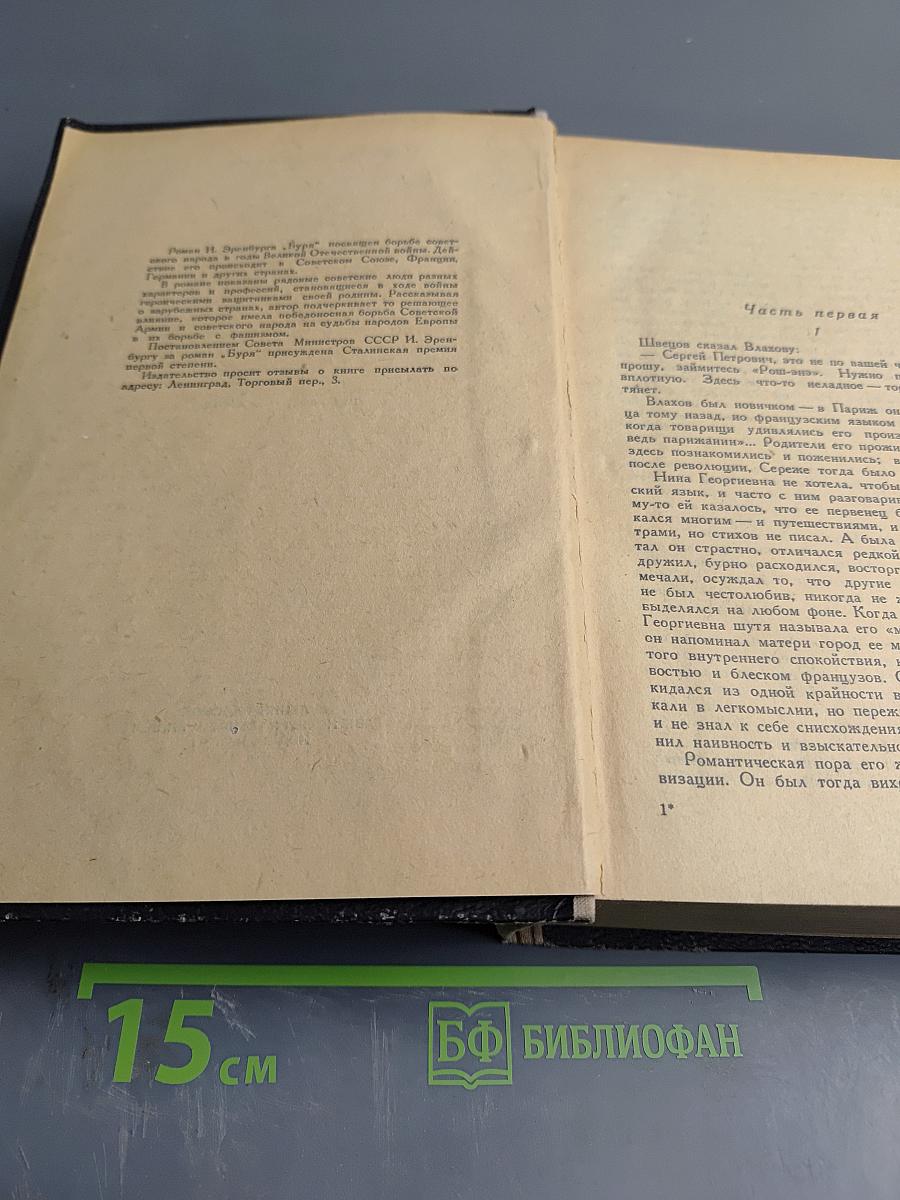 Роман И. Эренбурга „Буря" посвящен борьбе совет-
ского народа в годы Великой Отечественной войны. Дей-
ствие его происходит в Советском Союзе, Франции,
Германии и других странах.
В романе показаны рядовые советские люди разных
характеров и профессий, становящиеся в ходе войны
героическими защитниками своей родины. Рассказывая
о зарубежных странах, автор подчеркивает то решающее
влияние, которое имела победоносная борьба Советской
Армии и советского народа на судьбы народов Европы
в их борьбе с фашизмом.
Постановлением Совета Министров СССР И. Эрен-
бургу за роман „Буря" присуждена Сталинская премия
первой степени.
Издательство просит отзывы о книге присылать по
адресу: Ленинград, Торговый пер., 3.
Часть первая
1
Швецов сказал Влахову:
— Сергей Петрович, это не по вашей ч
прошу, займитесь «Рош-энэ». Нужно п
вплотную. Здесь что-то неладное — то
тянет.
Влахов был новичком — в Париж он
ца тому назад, но французским языком
когда товарищи удивлялись его произ
ведь парижанин»... Родители его прожи
здесь познакомились и поженились; в
после революции, Сереже тогда было
Нина Георгиевна не хотела, чтобы
ский язык, и часто с ним разговари
му-то ей казалось, что ее первенец б
кался многим — и путешествиями, и
трами, но стихов не писал. А была
тал он страстно, отличался редкой
дружил, бурно расходился, восторг
мечали, осуждал то, что другие
не был честолюбив, никогда не
выделялся на любом фоне. Когда
Георгиевна шутя называла его «м
он напоминал матери город ее м
того внутреннего спокойствия, к
востью и блеском французов. С
кидался из одной крайности в
кали в легкомыслии, но переж
и не знал к себе снисхождения
нил наивность и взыскательно
Романтическая пора его ж
визации. Он был тогда вих
1*
15 см
БФ БИБЛИОФАН